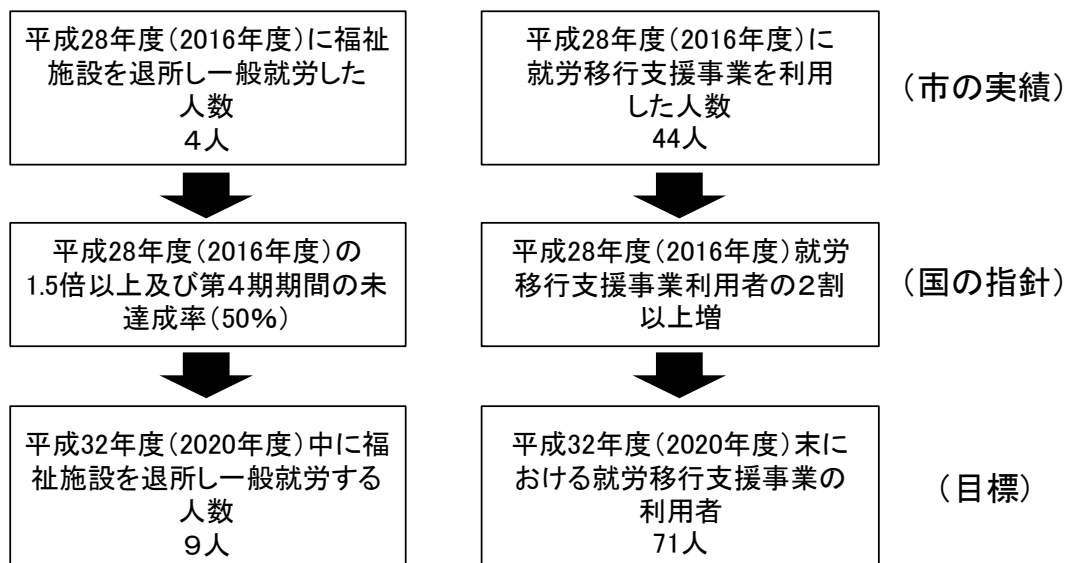 平成28年度（2016年度）に福祉
施設を退所し一般就労した
人数
４人
平成28年度（2016年度）に
就労移行支援事業を利用
した人数
44人
（市の実績）
平成28年度（2016年度）の
1.5倍以上及び第４期期間の未
達成率（50％）
平成28年度（2016年度）就労
移行支援事業利用者の２割
以上増
（国の指針）
平成32年度（2020年度）中に福
祉施設を退所し一般就労する
人数
９人
平成32年度（2020年度）末に
おける就労移行支援事業の
利用者
71人
（目標）